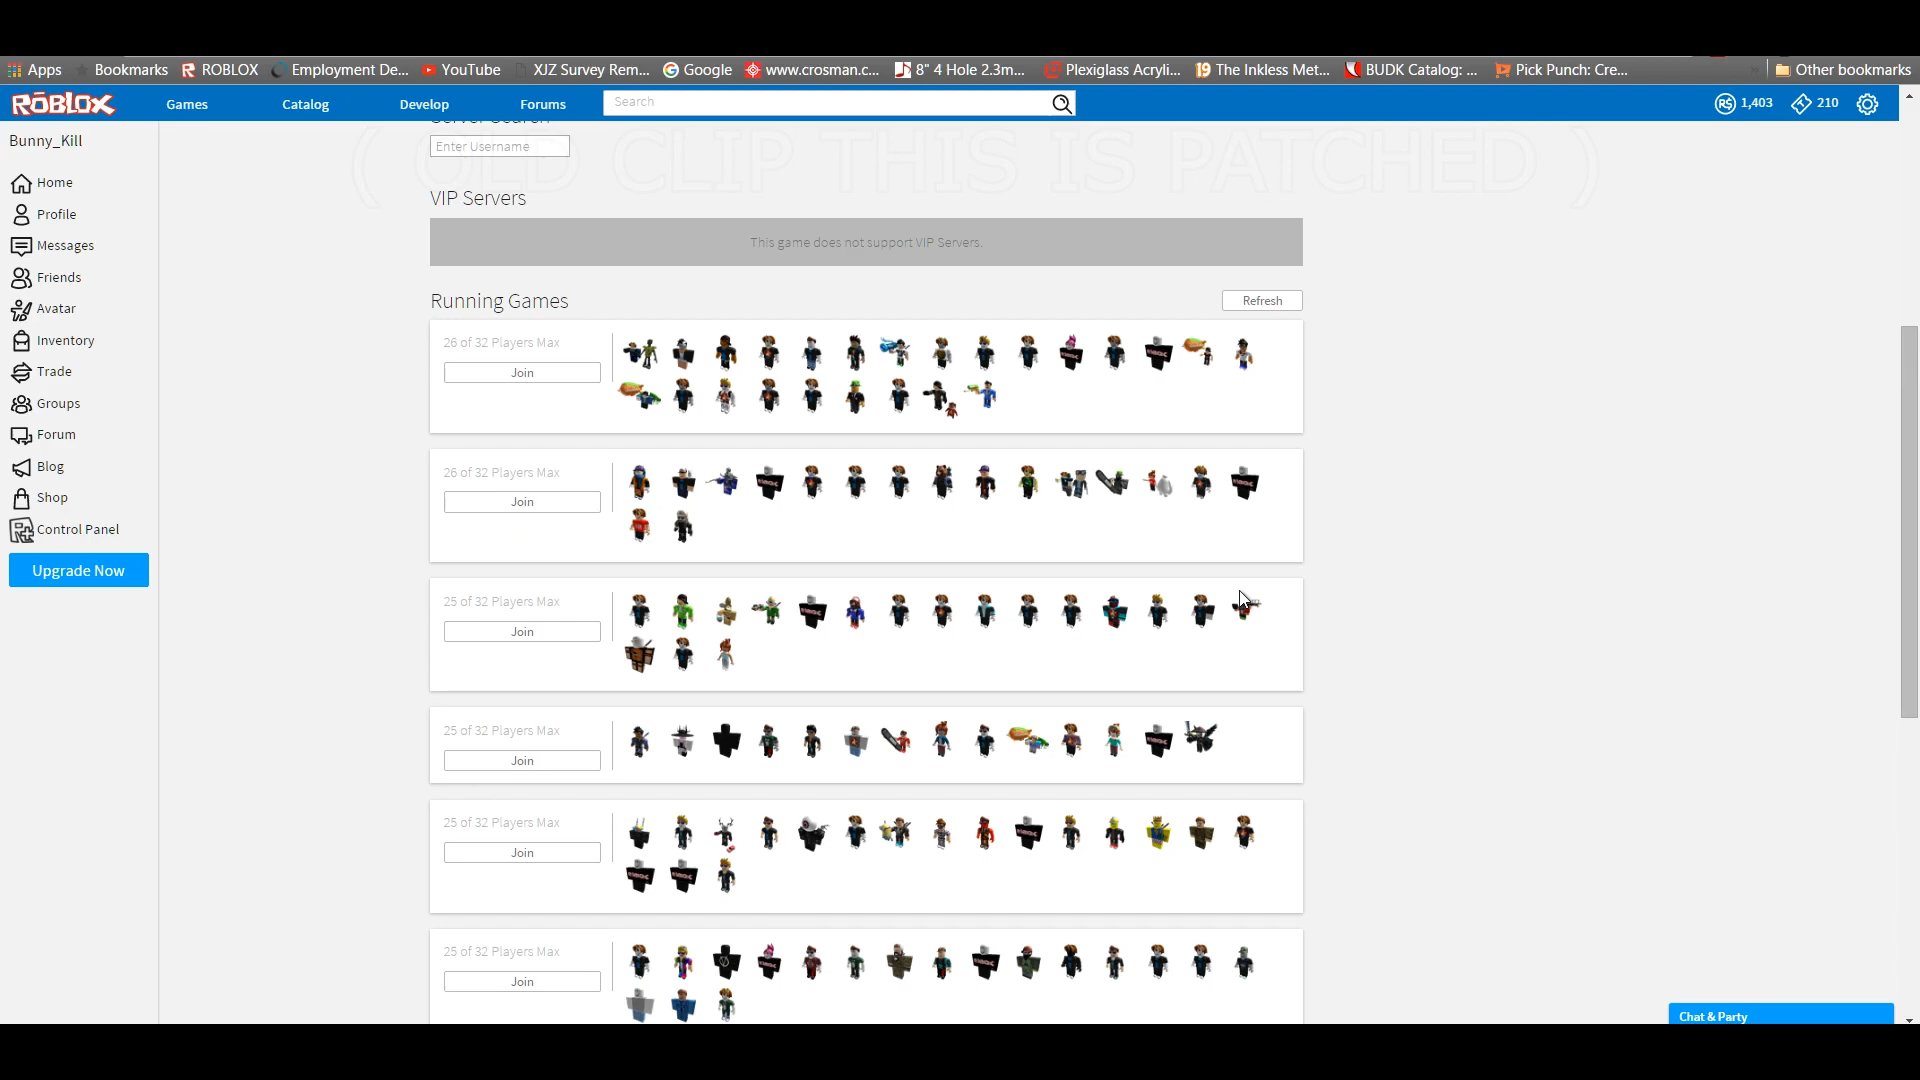 Apps Bookmarks ROBLOX Employment De... YouTube XJZ Survey Rem... Google www.crosman.c... 8" 4 Hole 2.3m... Plexiglass Acryli... The Inkless Met... BUDK Catalog: ... Pick Punch: Cre... Other bookmarks
ROBLOX Games Catalog Develop Forums Search R$ 1,403 210
Server Search
Bunny_Kill
Enter Username
( OLD CLIP THIS IS PATCHED )
Home
VIP Servers
Profile
This game does not support VIP Servers.
Messages
Friends
Running Games Refresh
Avatar
Inventory
26 of 32 Players Max
Join
Trade
Groups
Forum
Blog
26 of 32 Players Max
Join
Shop
Control Panel
Upgrade Now
25 of 32 Players Max
Join
25 of 32 Players Max
Join
25 of 32 Players Max
Join
25 of 32 Players Max
Join
Chat & Party